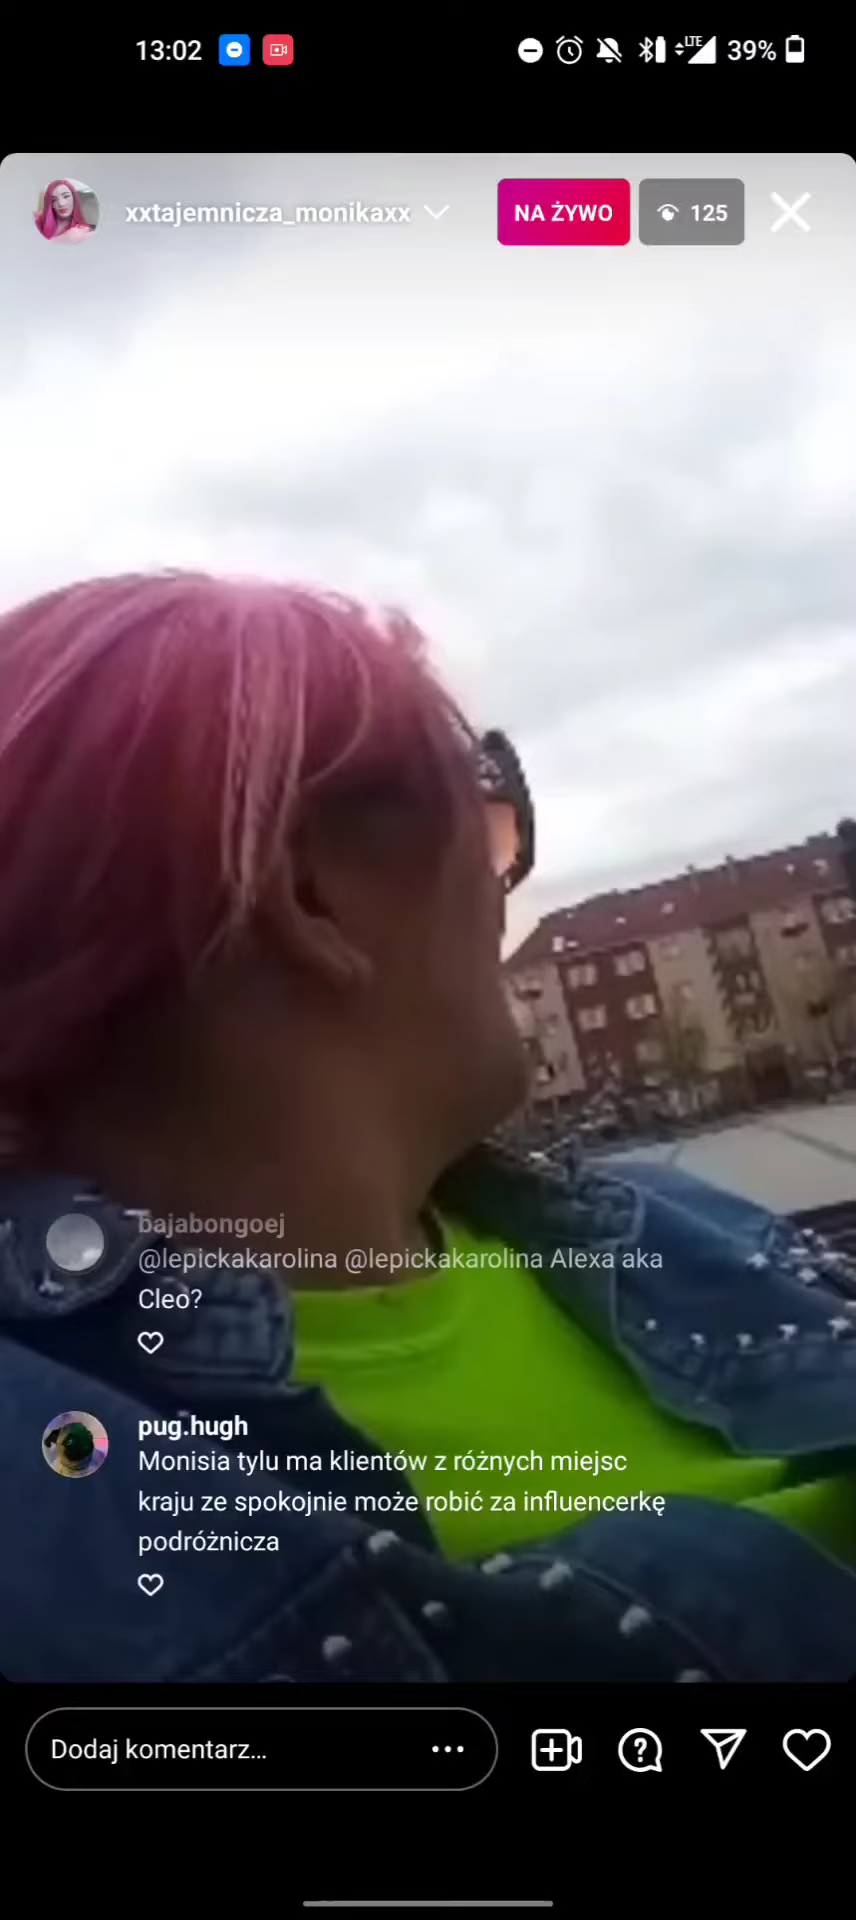 13:02
LTE 39%
xxtajemnicza_monikaxx
NA ŻYWO
125
bajabongoej
@lepickakarolina @lepickakarolina Alexa aka
Cleo?
pug.hugh
Monisia tylu ma klientów z różnych miejsc
kraju ze spokojnie może robić za influencerkę
podróżnicza
Dodaj komentarz...